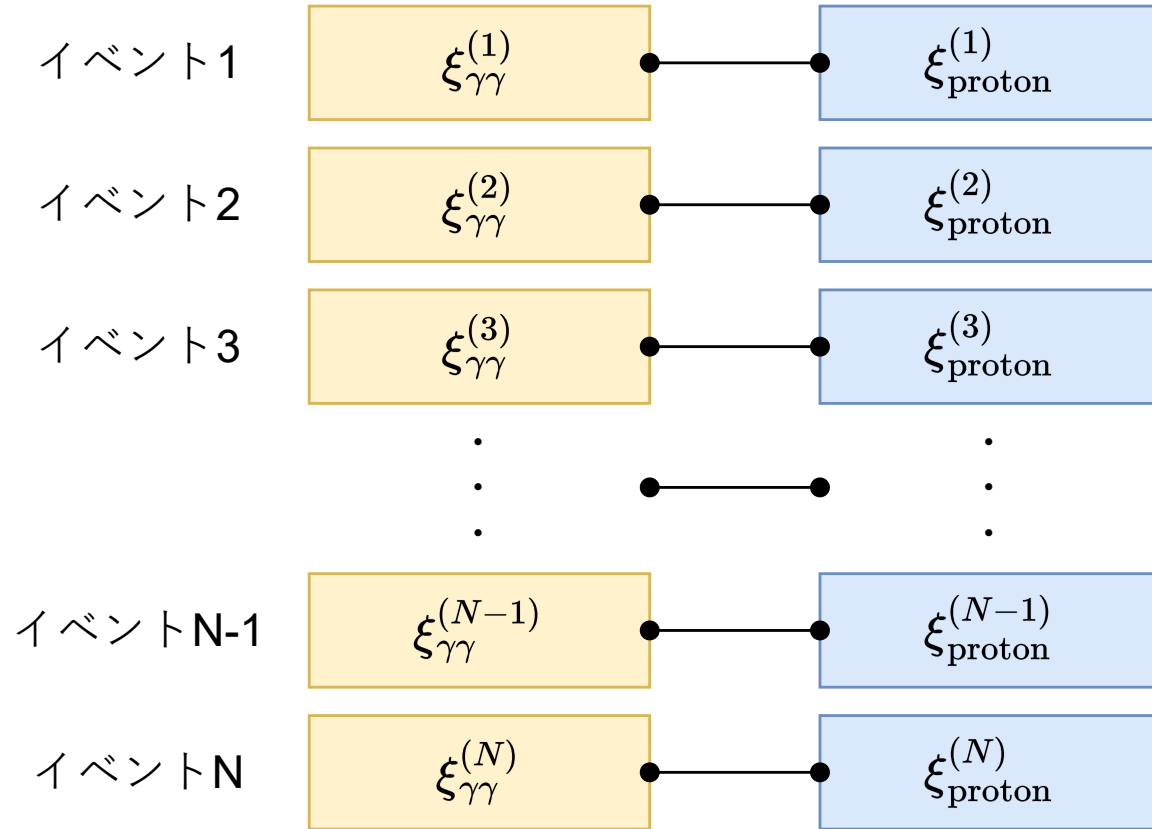 イベント1 ξ_{γγ}^{(1)} ξ_{proton}^{(1)}
イベント2 ξ_{γγ}^{(2)} ξ_{proton}^{(2)}
イベント3 ξ_{γγ}^{(3)} ξ_{proton}^{(3)}
イベントN-1 ξ_{γγ}^{(N−1)} ξ_{proton}^{(N−1)}
イベントN ξ_{γγ}^{(N)} ξ_{proton}^{(N)}